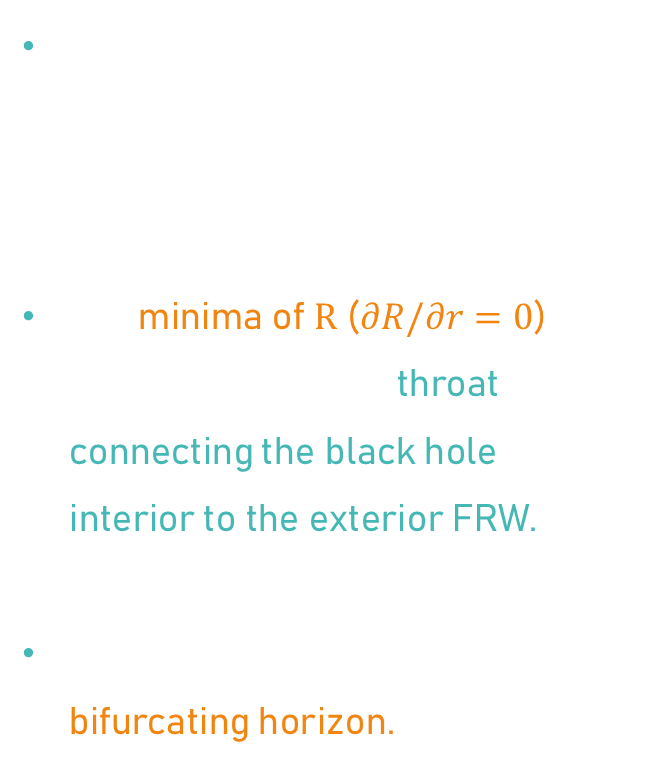 •
• minima of R (∂R/∂r = 0)
throat
connecting the black hole
interior to the exterior FRW.
•
bifurcating horizon.